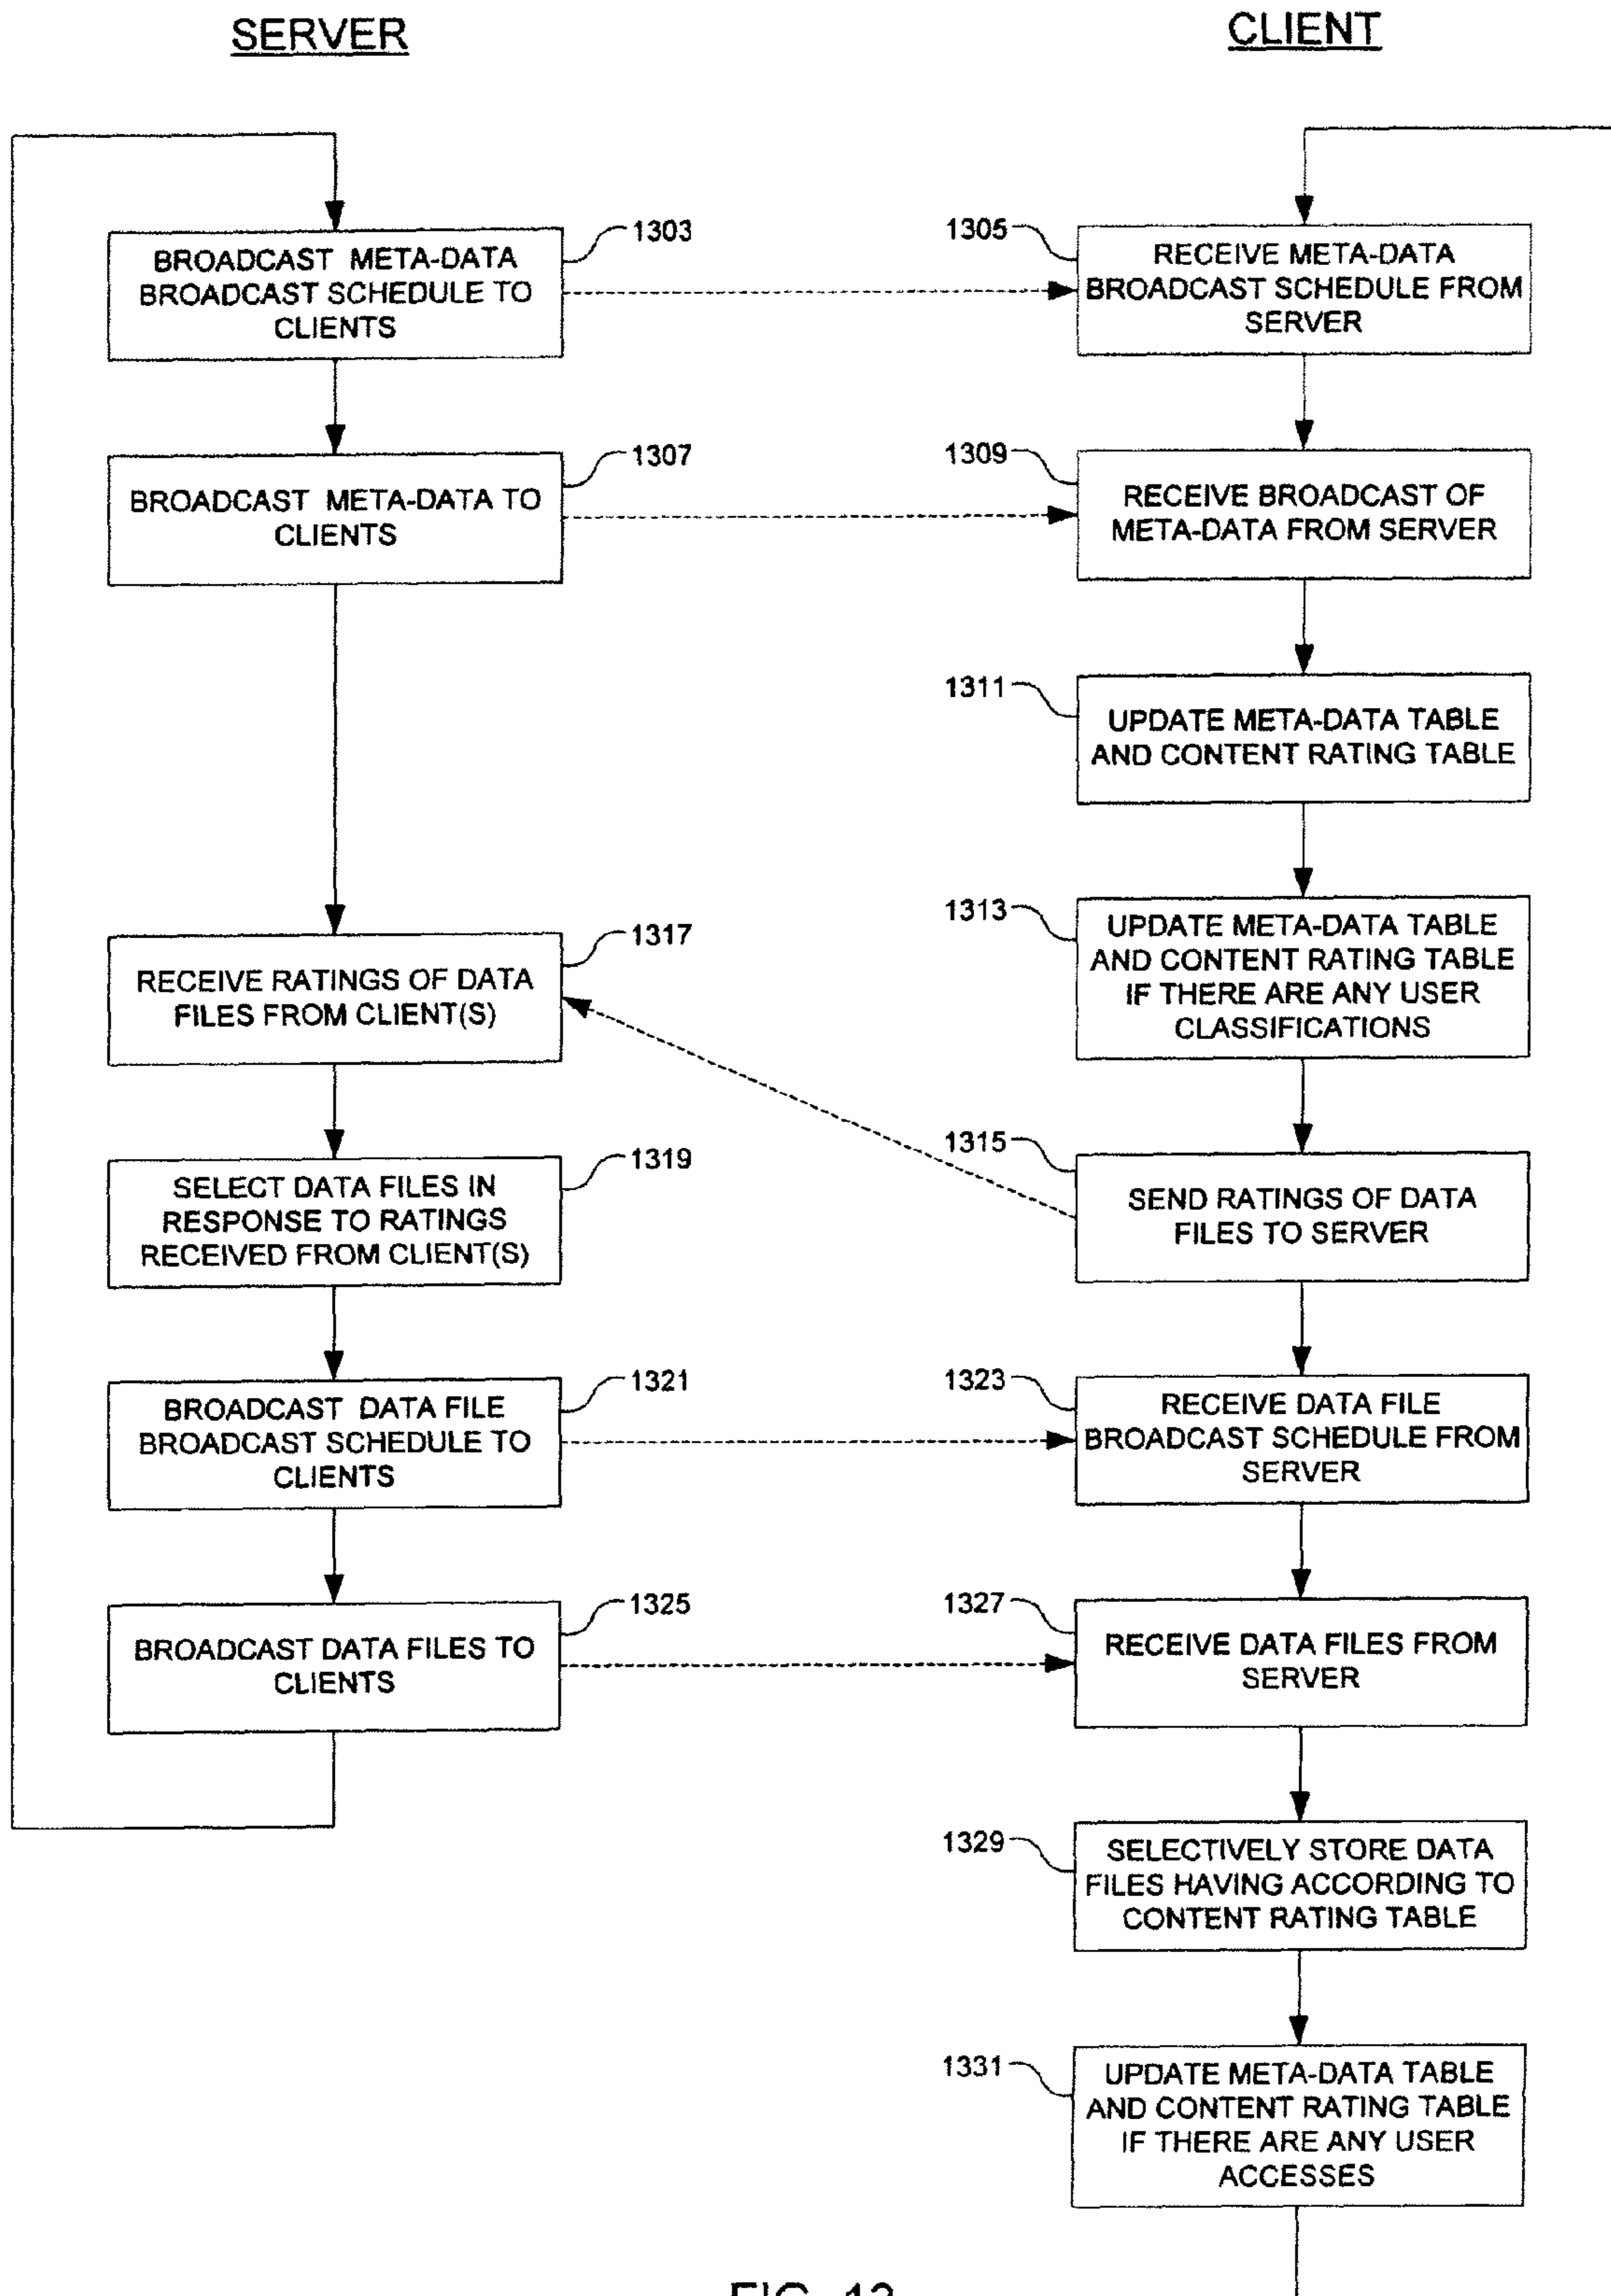 SERVER
CLIENT
1303
BROADCAST META-DATA
BROADCAST SCHEDULE TO
CLIENTS
1305
RECEIVE META-DATA
BROADCAST SCHEDULE FROM
SERVER
1307
BROADCAST META-DATA TO
CLIENTS
1309
RECEIVE BROADCAST OF
META-DATA FROM SERVER
1311
UPDATE META-DATA TABLE
AND CONTENT RATING TABLE
1313
UPDATE META-DATA TABLE
AND CONTENT RATING TABLE
IF THERE ARE ANY USER
CLASSIFICATIONS
1317
RECEIVE RATINGS OF DATA
FILES FROM CLIENT(S)
1315
SEND RATINGS OF DATA
FILES TO SERVER
1319
SELECT DATA FILES IN
RESPONSE TO RATINGS
RECEIVED FROM CLIENT(S)
1321
BROADCAST DATA FILE
BROADCAST SCHEDULE TO
CLIENTS
1323
RECEIVE DATA FILE
BROADCAST SCHEDULE FROM
SERVER
1325
BROADCAST DATA FILES TO
CLIENTS
1327
RECEIVE DATA FILES FROM
SERVER
1329
SELECTIVELY STORE DATA
FILES HAVING ACCORDING TO
CONTENT RATING TABLE
1331
UPDATE META-DATA TABLE
AND CONTENT RATING TABLE
IF THERE ARE ANY USER
ACCESSES
FIG. 13